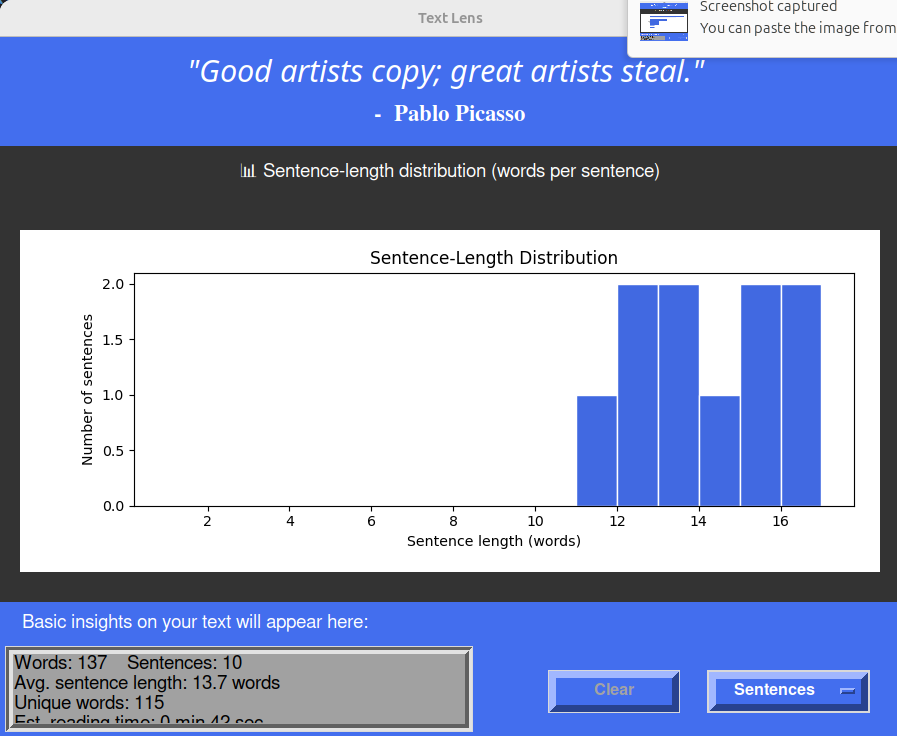 Text Lens
Screenshot captured
You can paste the image from
"Good artists copy; great artists steal."
- Pablo Picasso
📊 Sentence-length distribution (words per sentence)
Sentence-Length Distribution
2.0
1.5
1.0
0.5
0.0
Number of sentences
2 4 6 8 10 12 14 16
Sentence length (words)
Basic insights on your text will appear here:
Words: 137 Sentences: 10
Avg. sentence length: 13.7 words
Unique words: 115
Est. reading time: 0 min 42 sec
Clear
Sentences